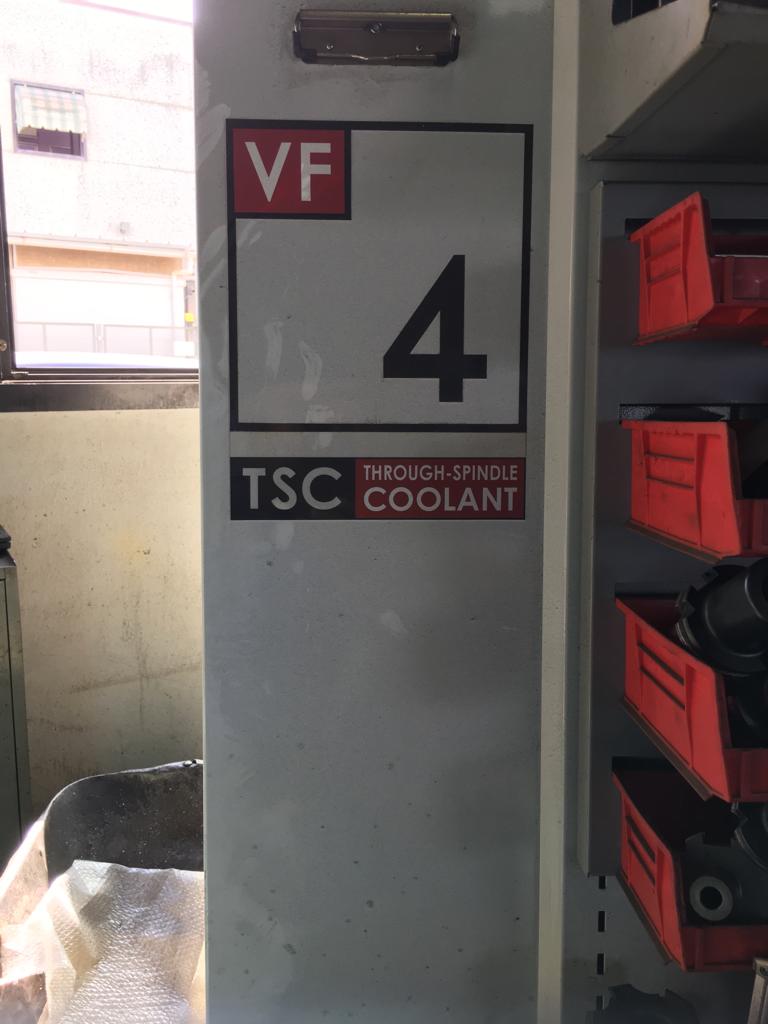 VF
4
TSC THROUGH-SPINDLE
COOLANT